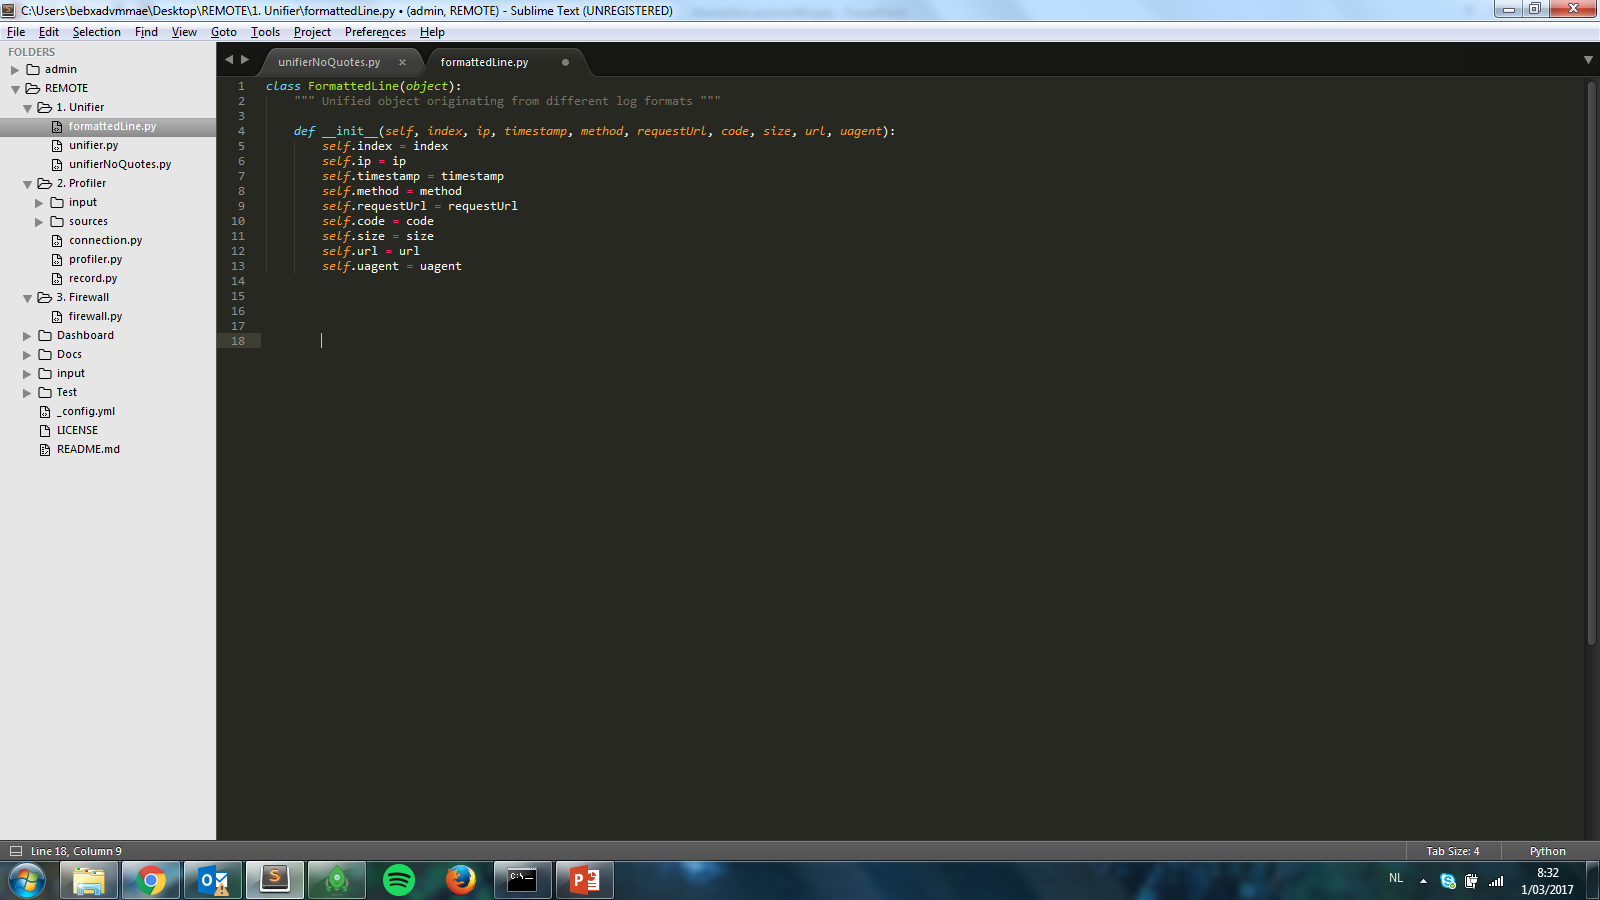 C:\Users\bebxadvmmae\Desktop\REMOTE\1. Unifier\formattedLine.py • (admin, REMOTE) - Sublime Text (UNREGISTERED)
File Edit Selection Find View Goto Tools Project Preferences Help
FOLDERS
admin
REMOTE
1. Unifier
formattedLine.py
unifier.py
unifierNoQuotes.py
2. Profiler
input
sources
connection.py
profiler.py
record.py
3. Firewall
firewall.py
Dashboard
Docs
input
Test
_config.yml
LICENSE
README.md
unifierNoQuotes.py × formattedLine.py
1 class FormattedLine(object):
2 """ Unified object originating from different log formats """
3
4 def __init__(self, index, ip, timestamp, method, requestUrl, code, size, url, uagent):
5 self.index = index
6 self.ip = ip
7 self.timestamp = timestamp
8 self.method = method
9 self.requestUrl = requestUrl
10 self.code = code
11 self.size = size
12 self.url = url
13 self.uagent = uagent
14
15
16
17
18
Line 18, Column 9 Tab Size: 4 Python
NL 8:32
1/03/2017